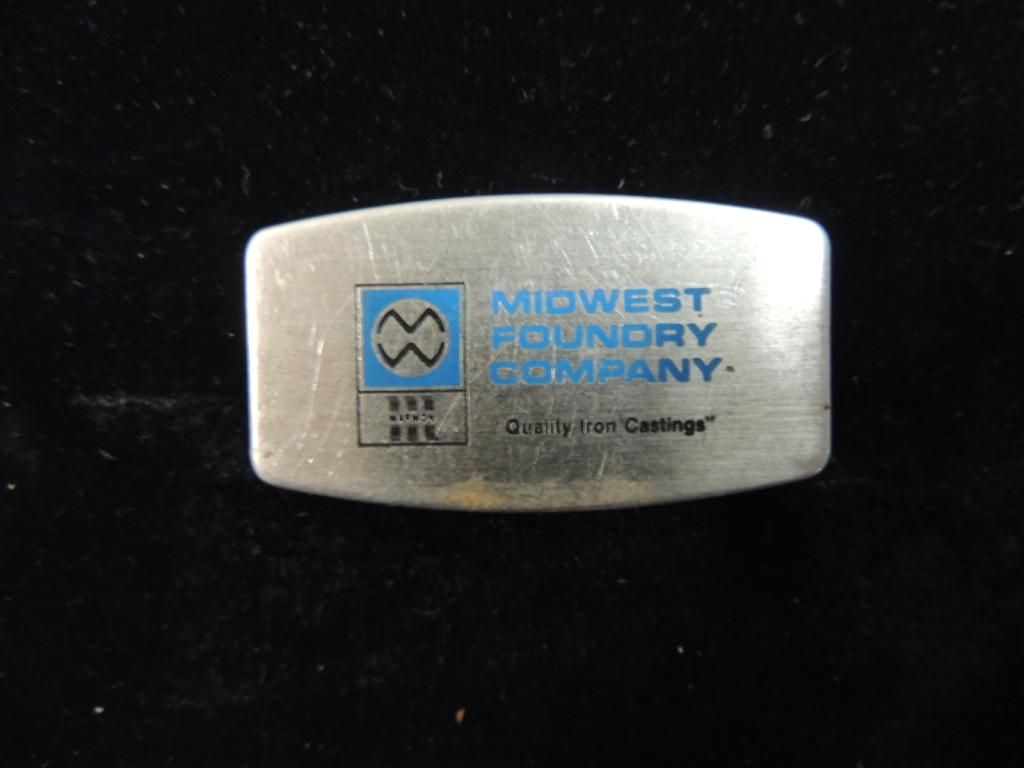 MIDWEST
FOUNDRY
COMPANY
"Quality Iron Castings"